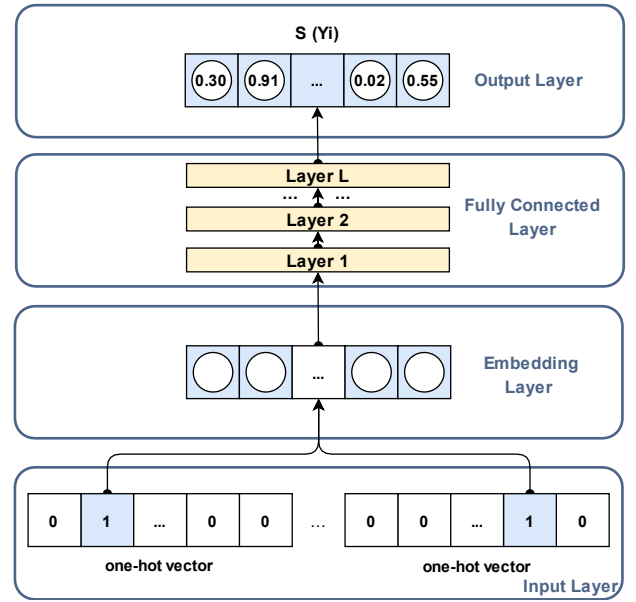 S (Yi)
0.30 0.91 ... 0.02 0.55
Output Layer
Layer L
... ...
Layer 2
Layer 1
Fully Connected
Layer
...
Embedding
Layer
0 1 ... 0 0 ... 0 0 ... 1 0
one-hot vector one-hot vector
Input Layer